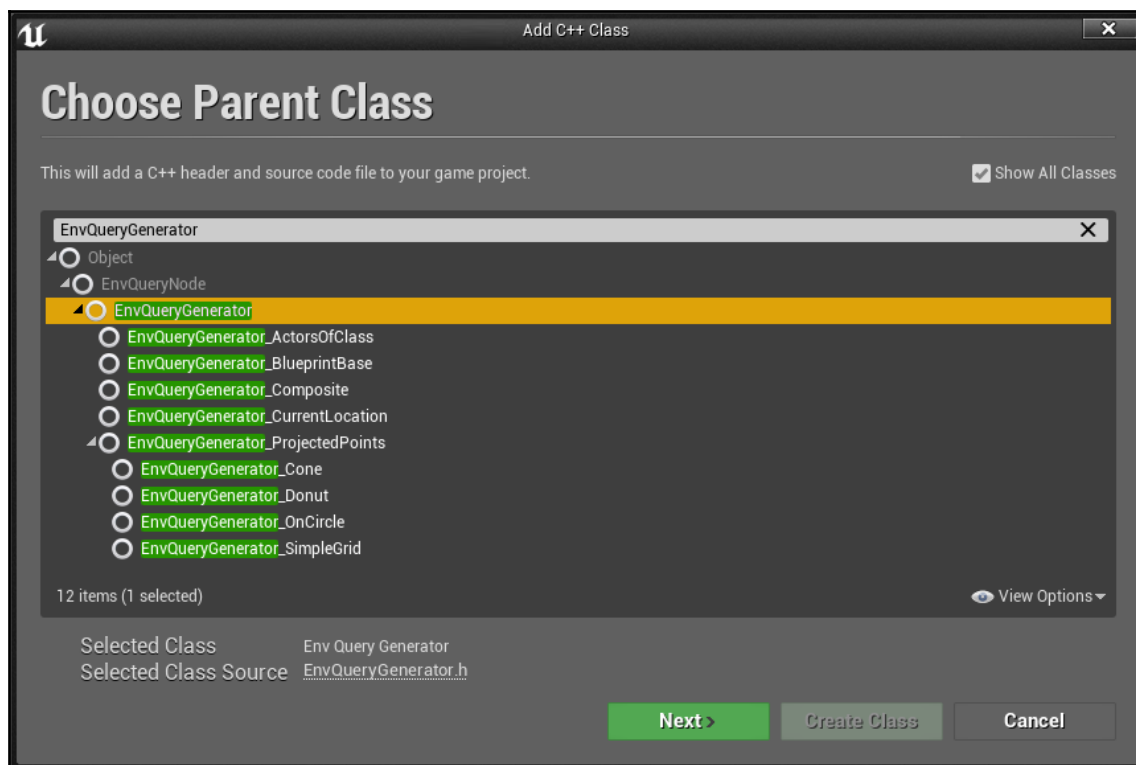 Add C++ Class
Choose Parent Class
This will add a C++ header and source code file to your game project.
Show All Classes
EnvQueryGenerator
Object
EnvQueryNode
EnvQueryGenerator
EnvQueryGenerator_ActorsOfClass
EnvQueryGenerator_BlueprintBase
EnvQueryGenerator_Composite
EnvQueryGenerator_CurrentLocation
EnvQueryGenerator_ProjectedPoints
EnvQueryGenerator_Cone
EnvQueryGenerator_Donut
EnvQueryGenerator_OnCircle
EnvQueryGenerator_SimpleGrid
12 items (1 selected)
View Options
Selected Class Env Query Generator
Selected Class Source EnvQueryGenerator.h
Next >
Create Class
Cancel